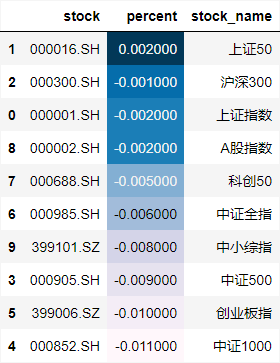 stock percent stock_name
1 000016.SH 0.002000 上证50
2 000300.SH -0.001000 沪深300
0 000001.SH -0.002000 上证指数
8 000002.SH -0.002000 A股指数
7 000688.SH -0.005000 科创50
6 000985.SH -0.006000 中证全指
9 399101.SZ -0.008000 中小综指
3 000905.SH -0.009000 中证500
5 399006.SZ -0.010000 创业板指
4 000852.SH -0.011000 中证1000